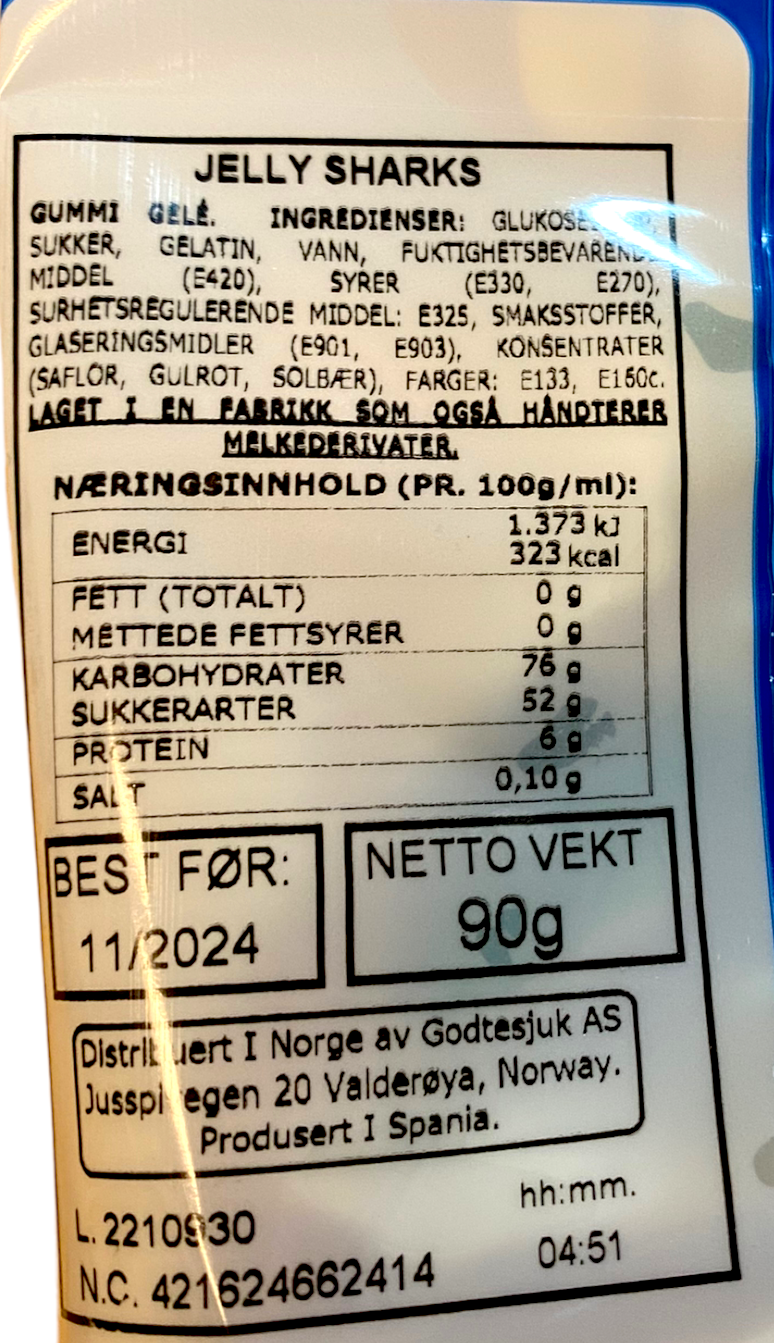 JELLY SHARKS
GUMMI GELÉ. INGREDIENSER:
SUKKER, GELATIN, VANN, FUKTIGHETSBEVARENDE
MIDDEL (E420), SYRER (E330, E270),
SURHETSREGULERENDE MIDDEL: E325, SMAKSSTOFFER,
GLASERINGSMIDLER (E901, E903), KONSENTRATER
(SAFLOR, GULROT, SOLBÆR), FARGER: E133, E160c.
LAGET I EN FABRIKK SOM OGSÅ HÅNDTERER
MELKEDERIVATER.
NÆRINGSINNHOLD (PR. 100g/ml):
ENERGI 1.373 kJ
323 kcal
FETT (TOTALT) 0 g
METTEDE FETTSYRER 0 g
KARBOHYDRATER 76 g
SUKKERARTER 52 g
PROTEIN 6 g
SALT 0,10 g
BEST FØR: NETTO VEKT
11/2024 90g
Distribuert I Norge av Godtesjuk AS
20 Valderøya, Norway.
Produsert I Spania.
hh:mm.
L. 2210930 04:51
N.C. 421624662414